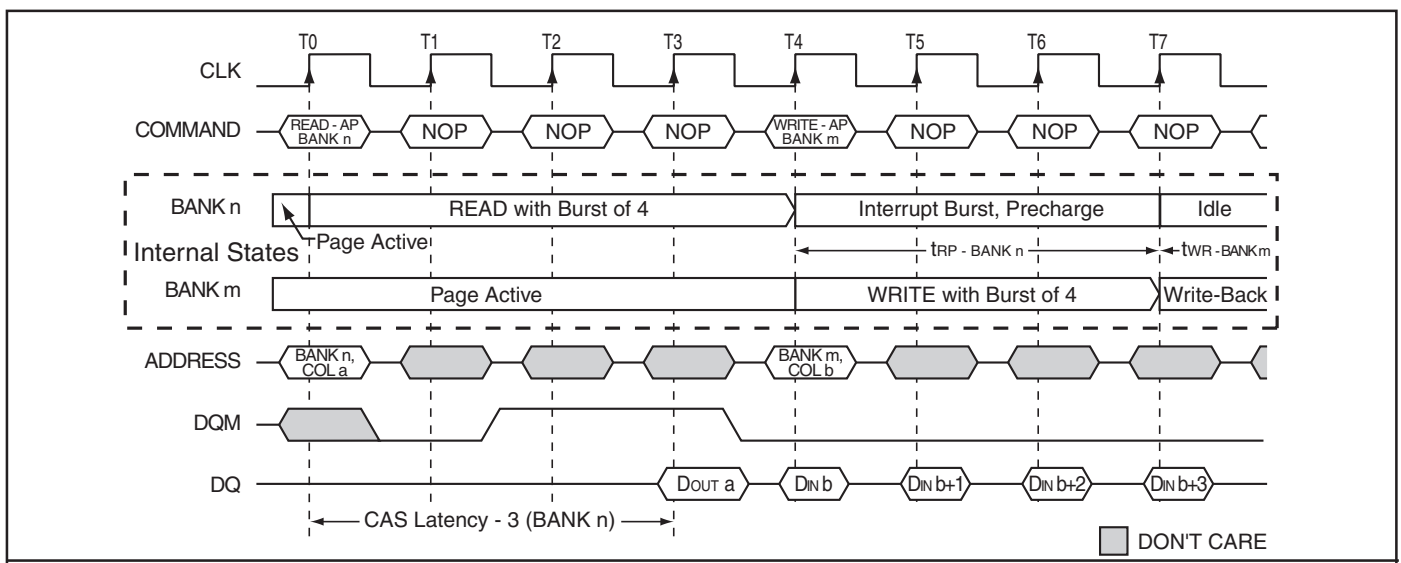 T0 T1 T2 T3 T4 T5 T6 T7
CLK
COMMAND READ - AP BANK n NOP NOP NOP WRITE - AP BANK m NOP NOP NOP
BANK n READ with Burst of 4 Interrupt Burst, Precharge Idle
Internal States Page Active tRP - BANK n tWR - BANK m
BANK m Page Active WRITE with Burst of 4 Write-Back
ADDRESS BANK n, COL a BANK m, COL b
DQM
DQ DOUT a DIN b DIN b+1 DIN b+2 DIN b+3
CAS Latency - 3 (BANK n)
DON'T CARE